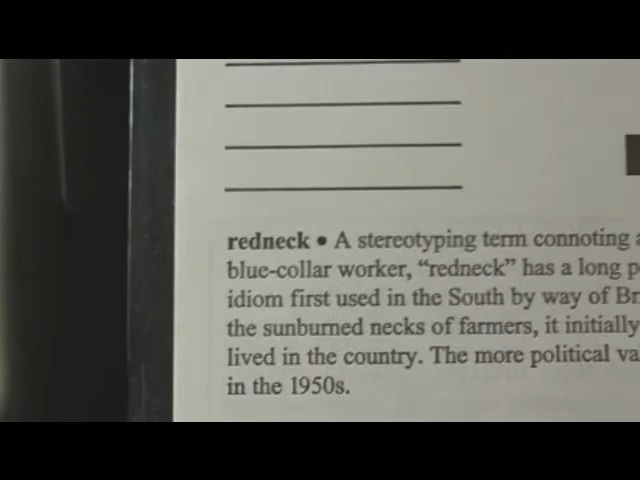 redneck • A stereotyping term connoting
blue-collar worker, “redneck” has a long
idiom first used in the South by way of
the sunburned necks of farmers, it initially
lived in the country. The more political
in the 1950s.